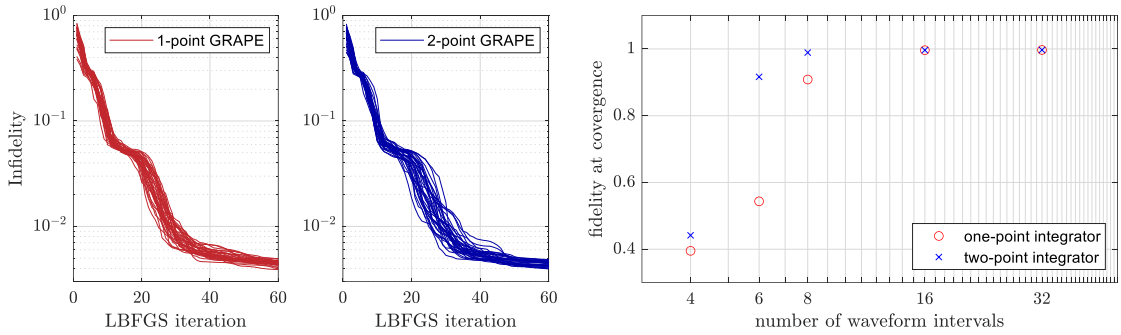 10^0
10^-1
10^-2
Infidelity
1-point GRAPE
0 20 40 60
LBFGS iteration
10^0
10^-1
10^-2
2-point GRAPE
0 20 40 60
LBFGS iteration
1
0.8
0.6
0.4
fidelity at covergence
one-point integrator
two-point integrator
4 6 8 16 32
number of waveform intervals